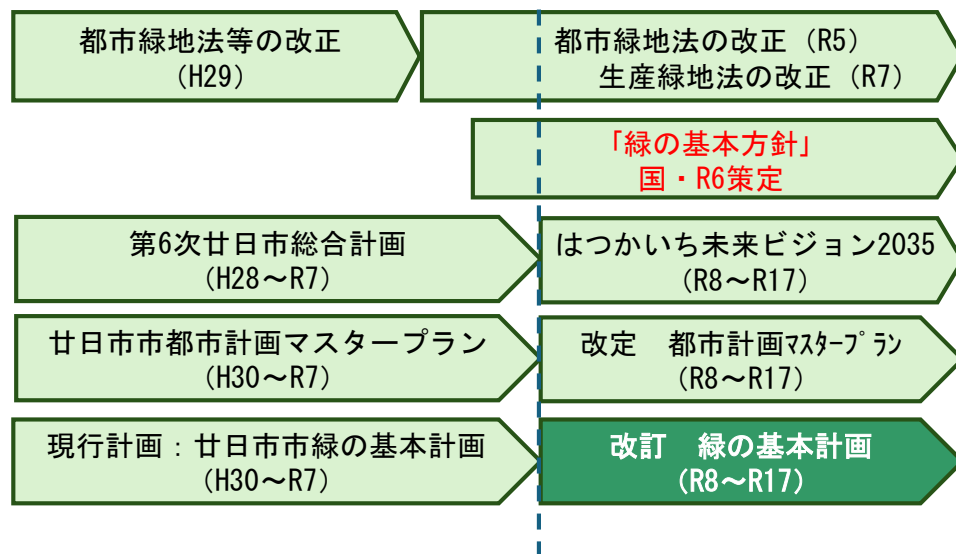 都市緑地法等の改正
(H29)
都市緑地法の改正（R5）
生産緑地法の改正（R7）
「緑の基本方針」
国・R6策定
第6次廿日市総合計画
(H28～R7)
はつかいち未来ビジョン2035
(R8～R17)
廿日市市都市計画マスタープラン
(H30～R7)
改定　都市計画ﾏｽﾀｰﾌﾟﾗﾝ
(R8～R17)
現行計画：廿日市市緑の基本計画
(H30～R7)
改訂　緑の基本計画
(R8～R17)